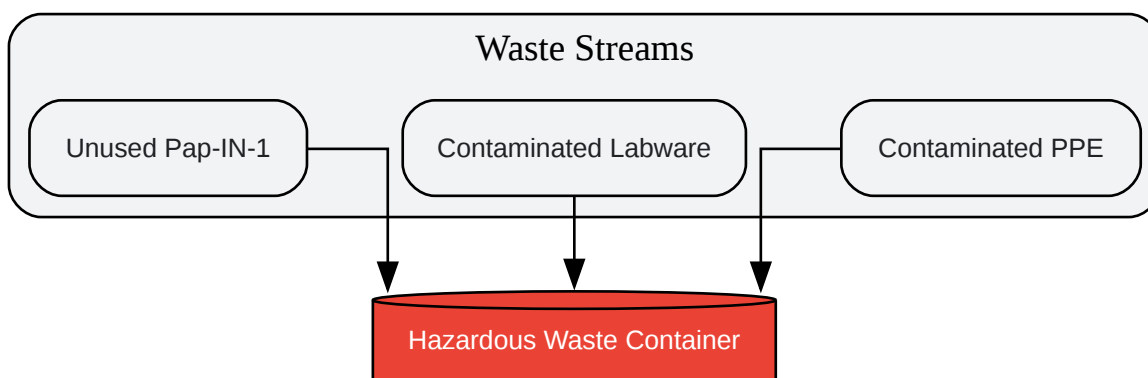 Waste Streams
Unused Pap-IN-1
Contaminated Labware
Contaminated PPE
Hazardous Waste Container